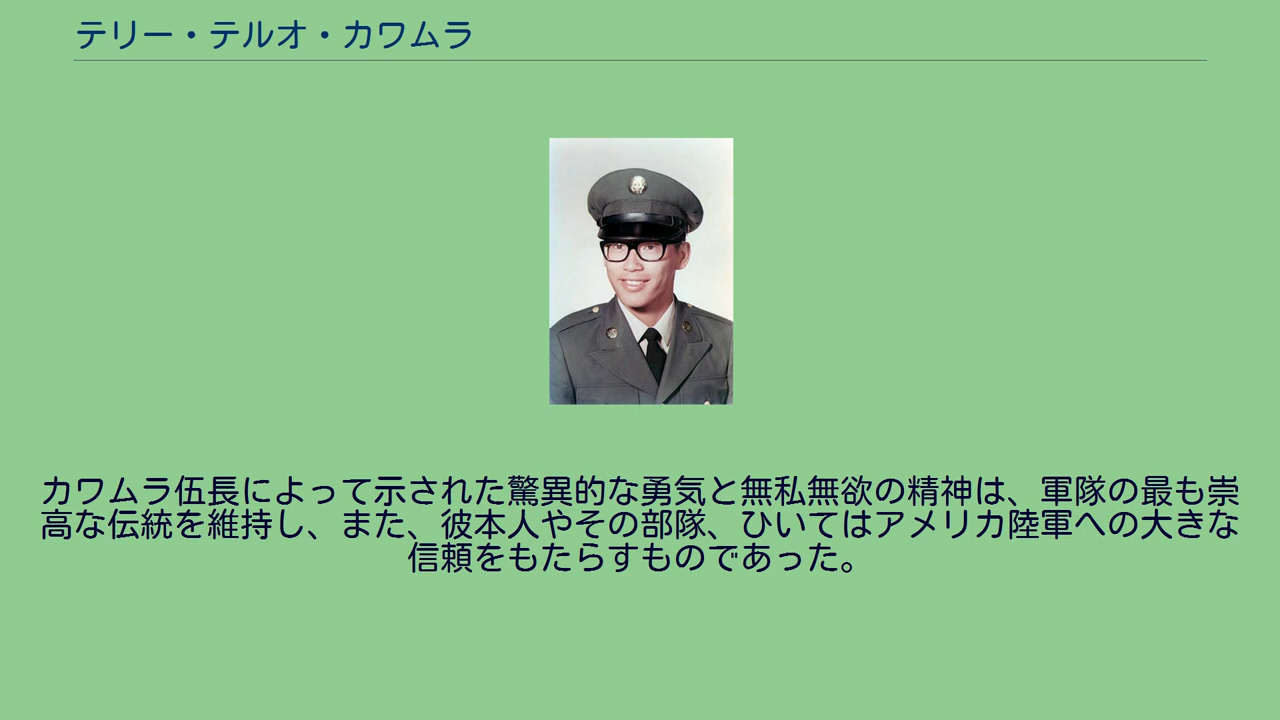 テリー・テルオ・カワムラ
カワムラ伍長によって示された驚異的な勇気と無私無欲の精神は、軍隊の最も崇
高な伝統を維持し、また、彼本人やその部隊、ひいてはアメリカ陸軍への大きな
信頼をもたらすものであった。